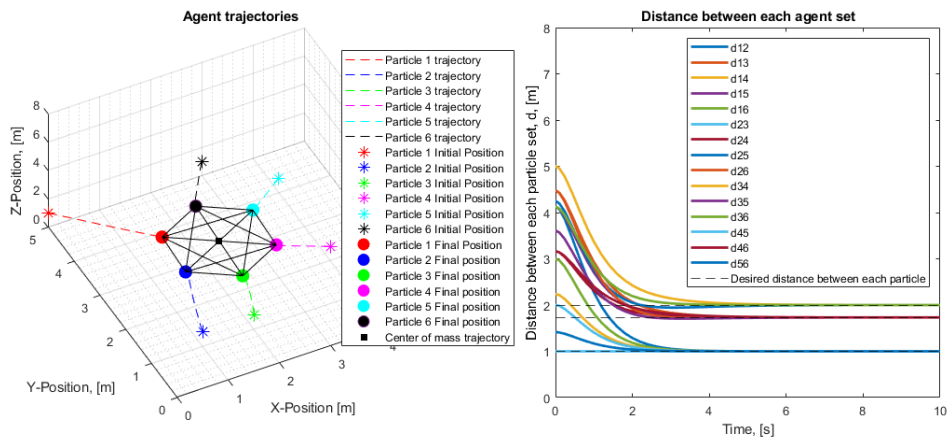 Agent trajectories
Z-Position, [m]
8
6
4
2
0
5
4
3
2
1
0
Y-Position, [m]
0
1
2
3
4
X-Position [m]
Particle 1 trajectory
Particle 2 trajectory
Particle 3 trajectory
Particle 4 trajectory
Particle 5 trajectory
Particle 6 trajectory
Particle 1 Initial Position
Particle 2 Initial Position
Particle 3 Initial Position
Particle 4 Initial Position
Particle 5 Initial Position
Particle 6 Initial Position
Particle 1 Final Position
Particle 2 Final position
Particle 3 Final position
Particle 4 Final position
Particle 5 Final position
Particle 6 Final position
Center of mass trajectory
Distance between each agent set
Distance between each particle set, d, [m]
8
7
6
5
4
3
2
1
0
0
2
4
6
8
10
Time, [s]
d12
d13
d14
d15
d16
d23
d24
d25
d26
d34
d35
d36
d45
d46
d56
Desired distance between each particle